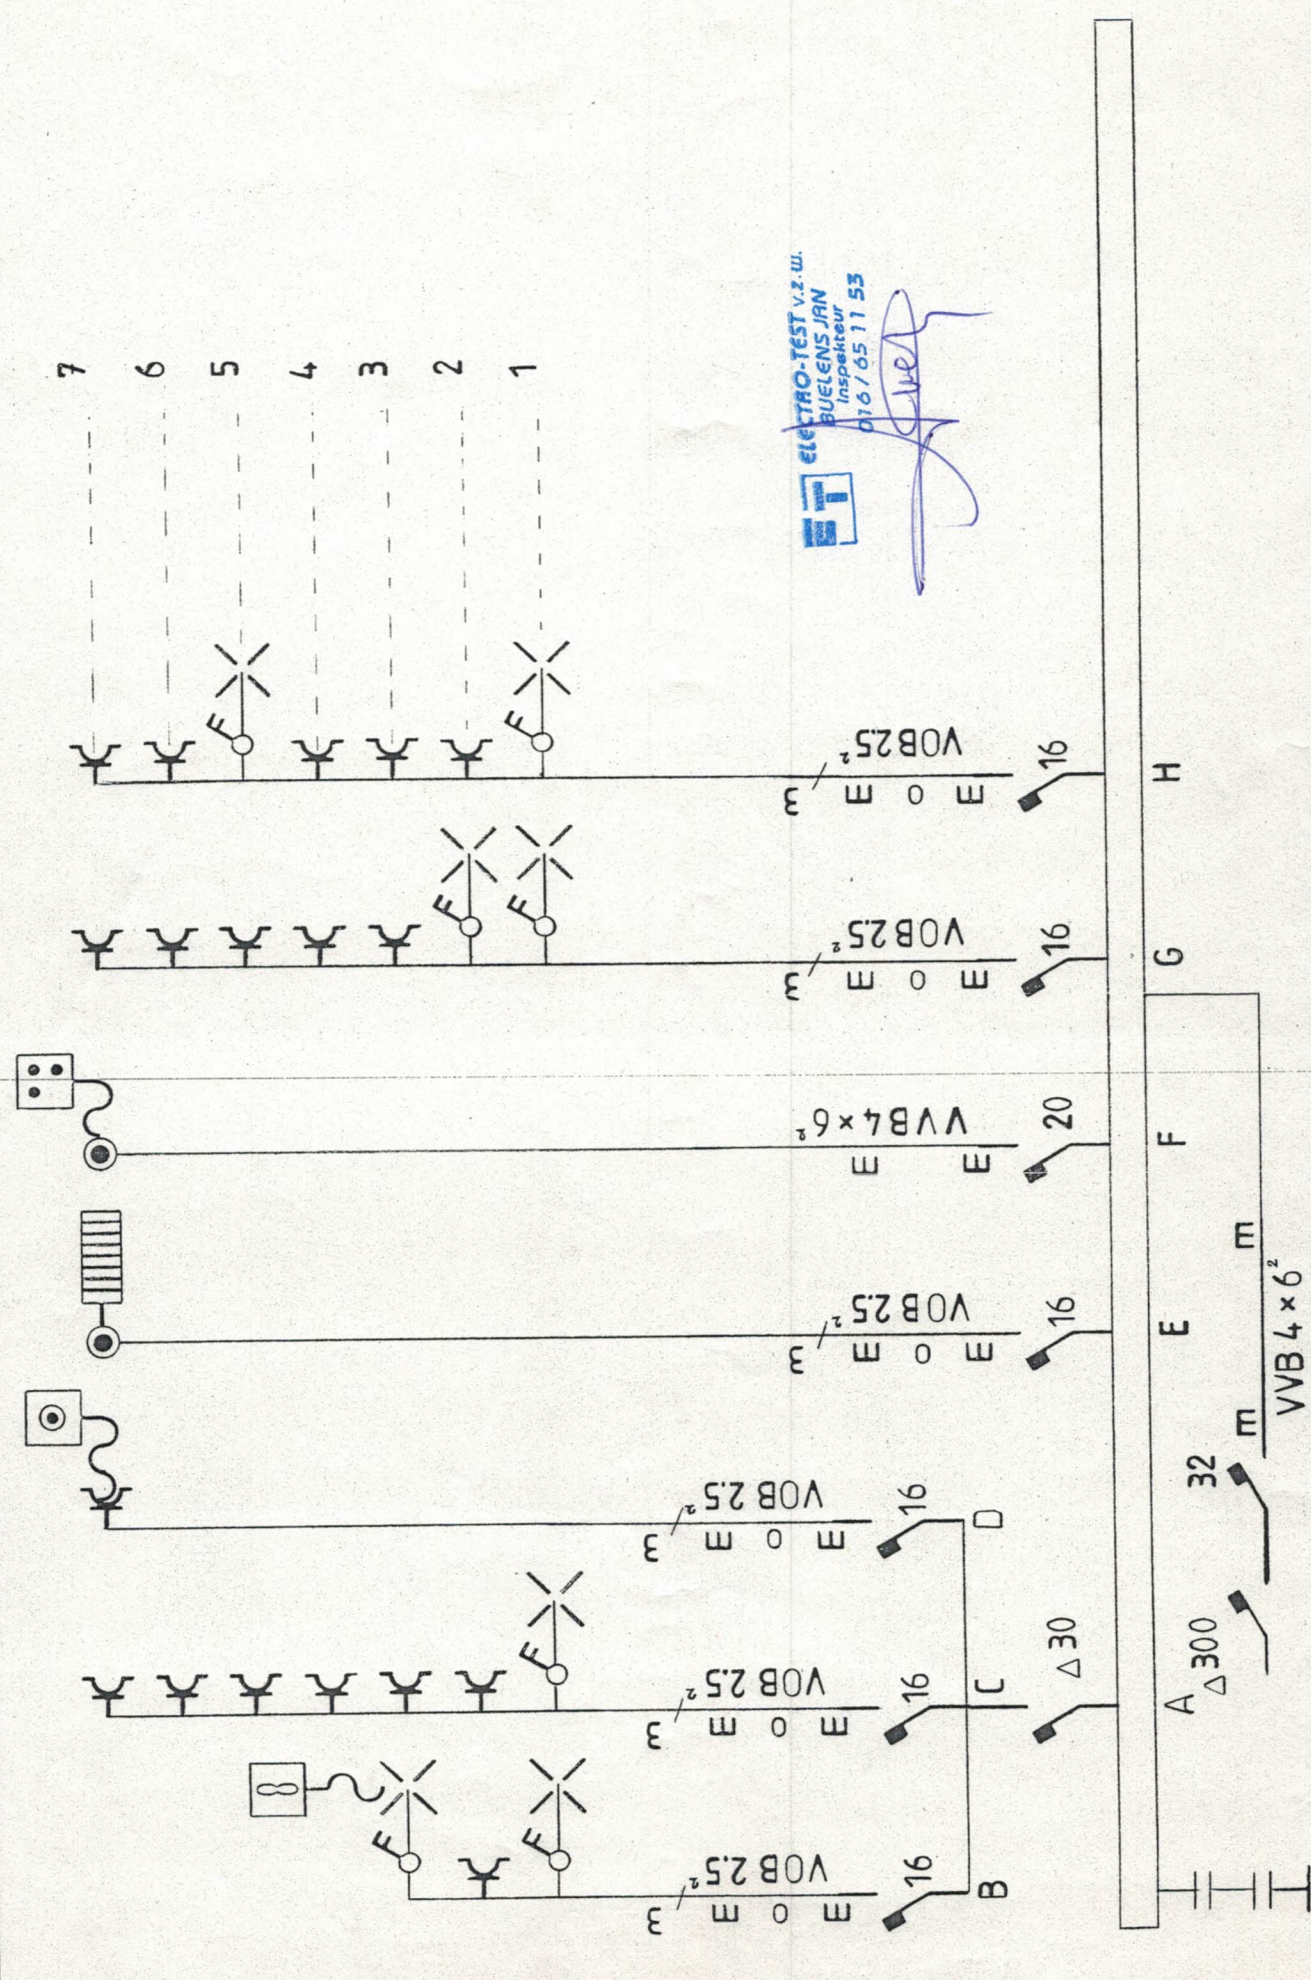 7
6
5
4
3
2
1
ET
ELECTRO-TEST v.z.w.
BUELENS JAN
Inspekteur
016 / 65 11 53
3
VOB 2.5²
16
B
3
VOB 2.5²
16
C
3
VOB 2.5²
16
D
△30
A
3
VOB 2.5²
16
E
VVB 4×6²
20
F
3
VOB 2.5²
16
G
3
VOB 2.5²
16
H
△300
32
VVB 4×6²